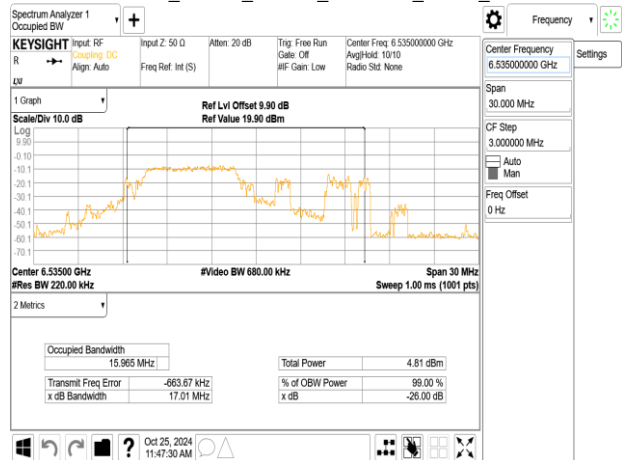 Spectrum Analyzer 1
Occupied BW
Frequency
KEYSIGHT
R
LXI
Input: RF
Coupling: DC
Align: Auto
Input Z: 50 Ω
Freq Ref: Int (S)
Atten: 20 dB
Trig: Free Run
Gate: Off
#IF Gain: Low
Center Freq: 6.535000000 GHz
Avg|Hold: 10/10
Radio Std: None
Center Frequency
6.535000000 GHz
Settings
Span
30.000 MHz
CF Step
3.000000 MHz
Auto
Man
Freq Offset
0 Hz
1 Graph
Scale/Div 10.0 dB
Ref Lvl Offset 9.90 dB
Ref Value 19.90 dBm
Log
9.90
-0.10
-10.1
-20.1
-30.1
-40.1
-50.1
-60.1
-70.1
Center 6.53500 GHz
#Res BW 220.00 kHz
#Video BW 680.00 kHz
Span 30 MHz
Sweep 1.00 ms (1001 pts)
2 Metrics
Occupied Bandwidth
15.965 MHz
Transmit Freq Error -663.67 kHz
x dB Bandwidth 17.01 MHz
Total Power 4.81 dBm
% of OBW Power 99.00 %
x dB -26.00 dB
?
Oct 25, 2024
11:47:30 AM